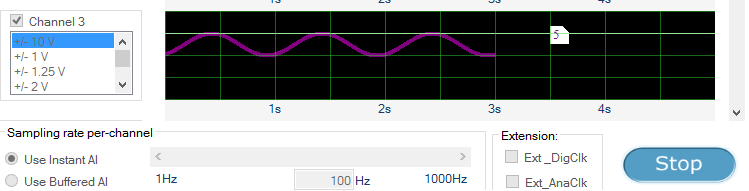 1s 2s 3s 4s
Channel 3
+/- 10 V
+/- 1 V
+/- 1.25 V
+/- 2 V
5
1s 2s 3s 4s
Sampling rate per-channel
Use Instant AI
Use Buffered AI
1Hz 100 Hz 1000Hz
Extension:
Ext _DigClk
Ext_AnaClk
Stop